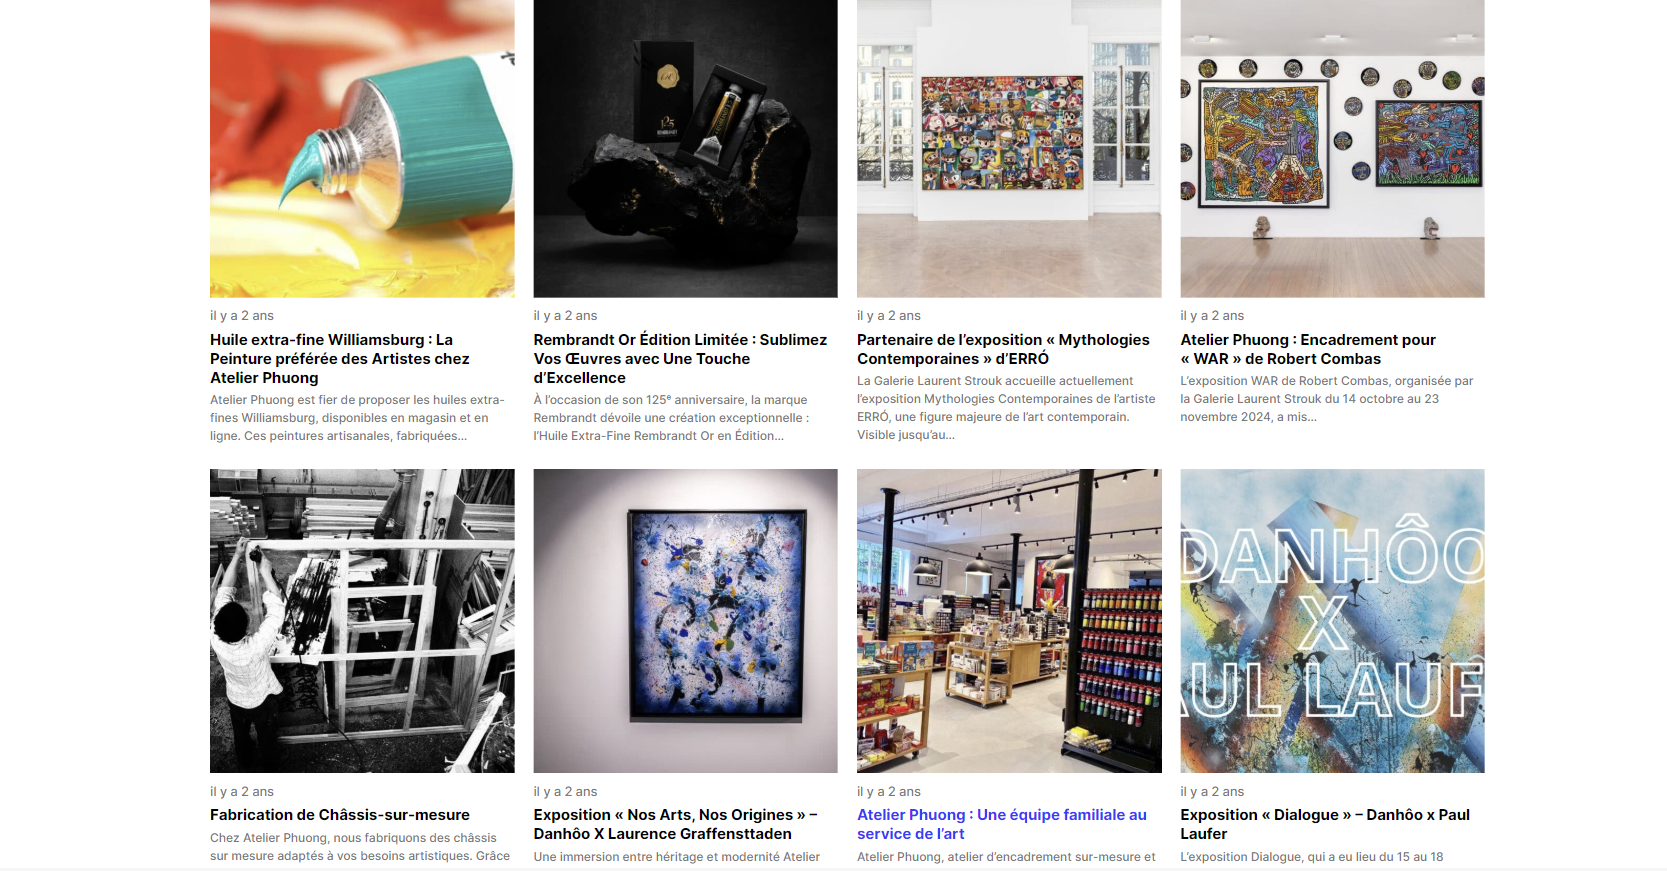 125
REMBRANDT
il y a 2 ans
Huile extra-fine Williamsburg : La
Peinture préférée des Artistes chez
Atelier Phuong
Atelier Phuong est fier de proposer les huiles extra-
fines Williamsburg, disponibles en magasin et en
ligne. Ces peintures artisanales, fabriquées...
il y a 2 ans
Rembrandt Or Édition Limitée : Sublimez
Vos Œuvres avec Une Touche
d’Excellence
À l’occasion de son 125ᵉ anniversaire, la marque
Rembrandt dévoile une création exceptionnelle :
l’Huile Extra-Fine Rembrandt Or en Édition...
il y a 2 ans
Partenaire de l’exposition « Mythologies
Contemporaines » d’ERRÓ
La Galerie Laurent Strouk accueille actuellement
l’exposition Mythologies Contemporaines de l’artiste
ERRÓ, une figure majeure de l’art contemporain.
Visible jusqu’au...
il y a 2 ans
Atelier Phuong : Encadrement pour
« WAR » de Robert Combas
L’exposition WAR de Robert Combas, organisée par
la Galerie Laurent Strouk du 14 octobre au 23
novembre 2024, a mis...
DANHÔO
X
AUL LAUF
il y a 2 ans
Fabrication de Châssis-sur-mesure
Chez Atelier Phuong, nous fabriquons des châssis
sur mesure adaptés à vos besoins artistiques. Grâce
il y a 2 ans
Exposition « Nos Arts, Nos Origines » –
Danhôo X Laurence Graffensttaden
Une immersion entre héritage et modernité Atelier
il y a 2 ans
Atelier Phuong : Une équipe familiale au
service de l’art
Atelier Phuong, atelier d’encadrement sur-mesure et
il y a 2 ans
Exposition « Dialogue » – Danhôo x Paul
Laufer
L’exposition Dialogue, qui a eu lieu du 15 au 18